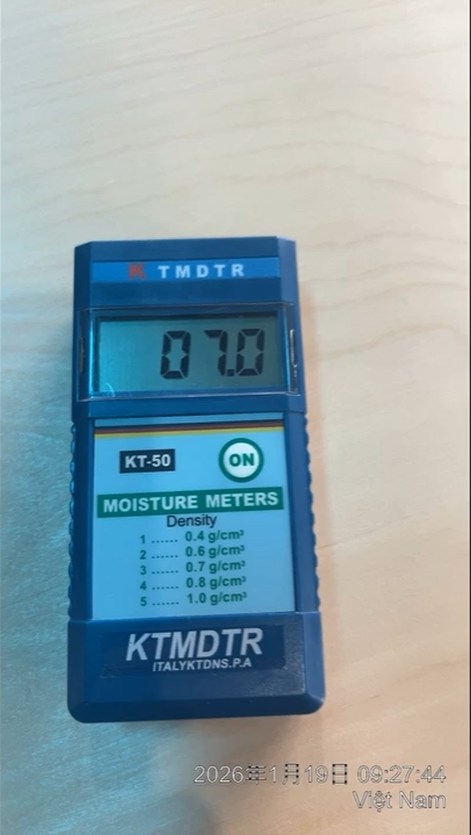 K TMDTR
07.0
KT-50
ON
MOISTURE METERS
Density
1 ...... 0.4 g/cm³
2 ...... 0.6 g/cm³
3 ...... 0.7 g/cm³
4 ...... 0.8 g/cm³
5 ...... 1.0 g/cm³
KTMDTR
ITALYKTDNS.P.A
2026年1月19日 09:27:44
Việt Nam